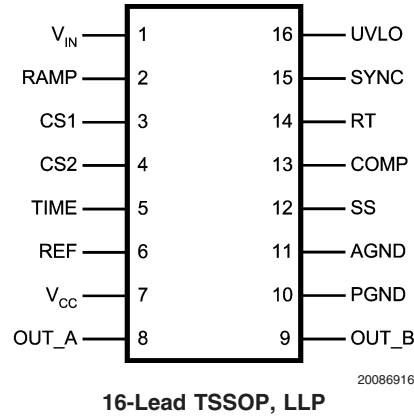 V_IN 1 16 UVLO
RAMP 2 15 SYNC
CS1 3 14 RT
CS2 4 13 COMP
TIME 5 12 SS
REF 6 11 AGND
V_CC 7 10 PGND
OUT_A 8 9 OUT_B
20086916
16-Lead TSSOP, LLP